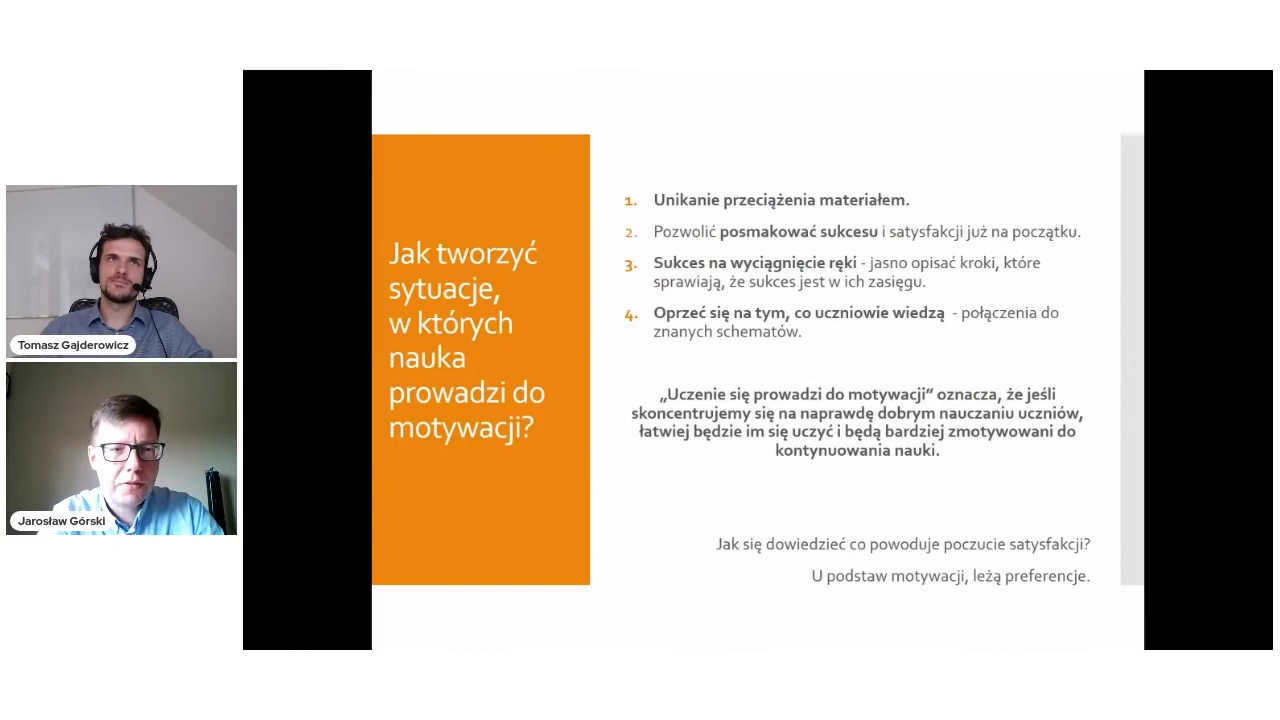 Tomasz Gajderowicz
Jarosław Górski
Jak tworzyć
sytuacje,
w których
nauka
prowadzi do
motywacji?
1. Unikanie przeciążenia materiałem.
2. Pozwolić posmakować sukcesu i satysfakcji już na początku.
3. Sukces na wyciągnięcie ręki - jasno opisać kroki, które
sprawiają, że sukces jest w ich zasięgu.
4. Oprzeć się na tym, co uczniowie wiedzą - połączenia do
znanych schematów.
„Uczenie się prowadzi do motywacji“ oznacza, że jeśli
skoncentrujemy się na naprawdę dobrym nauczaniu uczniów,
łatwiej będzie im się uczyć i będą bardziej zmotywowani do
kontynuowania nauki.
Jak się dowiedzieć co powoduje poczucie satysfakcji?
U podstaw motywacji, leżą preferencje.